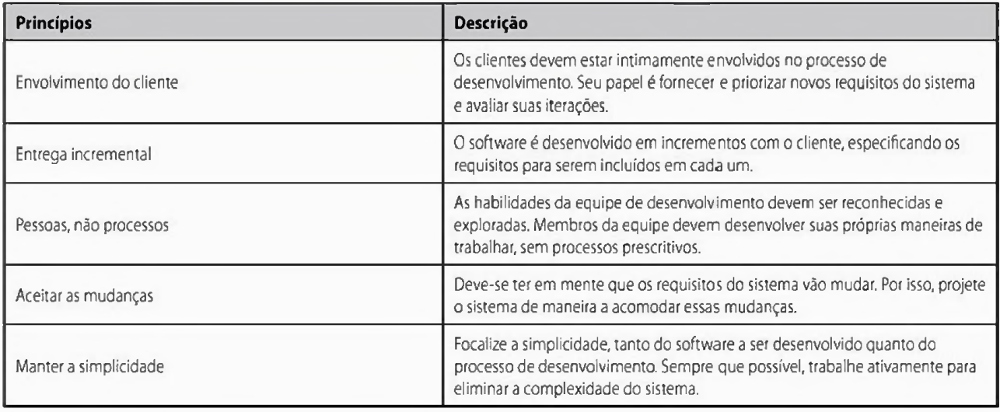 Princípios
Descrição
Envolvimento do cliente
Os clientes devem estar intimamente envolvidos no processo de
desenvolvimento. Seu papel é fornecer e priorizar novos requisitos do sistema
e avaliar suas iterações.
Entrega incremental
O software é desenvolvido em incrementos com o cliente, especificando os
requisitos para serem incluídos em cada um.
Pessoas, não processos
As habilidades da equipe de desenvolvimento devem ser reconhecidas e
exploradas. Membros da equipe devem desenvolver suas próprias maneiras de
trabalhar, sem processos prescritivos.
Aceitar as mudanças
Deve-se ter em mente que os requisitos do sistema vão mudar. Por isso, projete
o sistema de maneira a acomodar essas mudanças.
Manter a simplicidade
Focalize a simplicidade, tanto do software a ser desenvolvido quanto do
processo de desenvolvimento. Sempre que possível, trabalhe ativamente para
eliminar a complexidade do sistema.